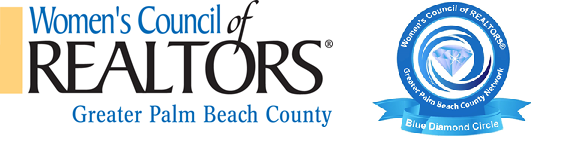 Women's Council of
REALTORS®
Greater Palm Beach County
Women's Council of REALTORS®
Greater Palm Beach County Network
Blue Diamond Circle